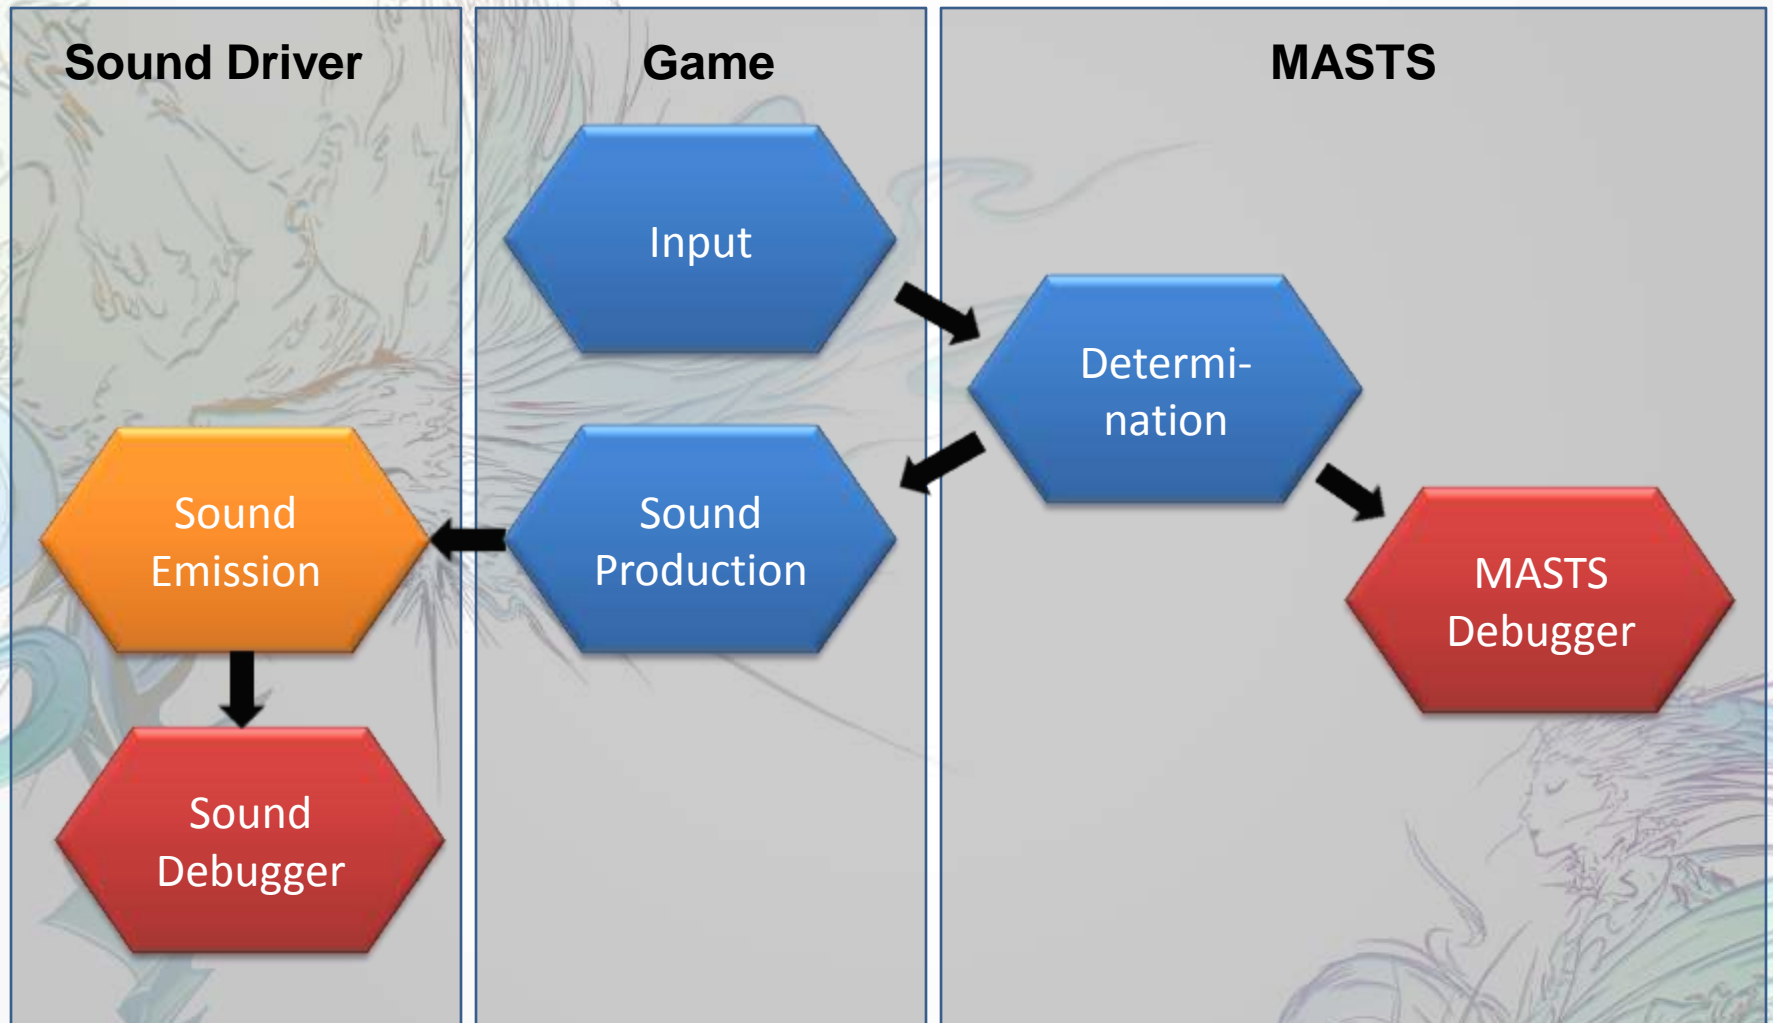 Sound Driver
Game
MASTS
Input
Determi-
nation
Sound
Emission
Sound
Production
MASTS
Debugger
Sound
Debugger